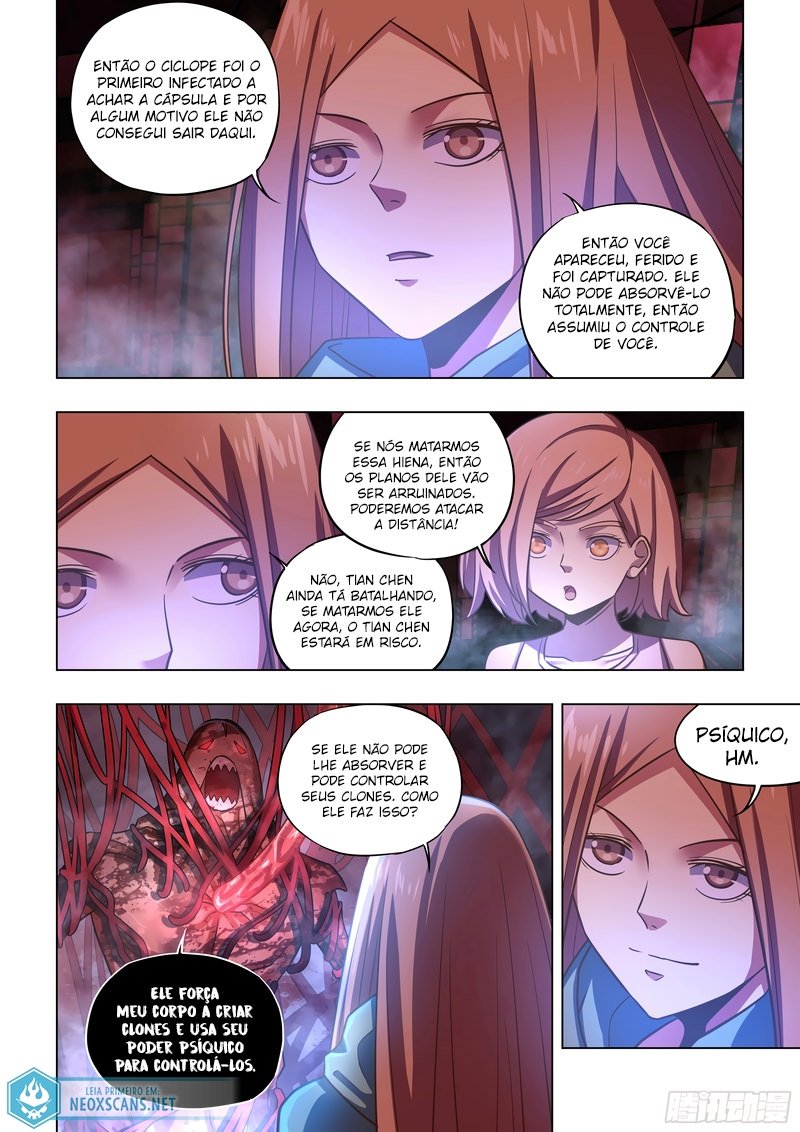 ENTÃO O CICLOPE FOI O
PRIMEIRO INFECTADO A
ACHAR A CÁPSULA E POR
ALGUM MOTIVO ELE NÃO
CONSEGUI SAIR DAQUI.
ENTÃO VOCÊ
APARECEU, FERIDO E
FOI CAPTURADO. ELE
NÃO PODE ABSORVÊ-LO
TOTALMENTE, ENTÃO
ASSUMIU O CONTROLE
DE VOCÊ.
SE NÓS MATARMOS
ESSA HIENA, ENTÃO
OS PLANOS DELE VÃO
SER ARRUINADOS.
PODEREMOS ATACAR
A DISTÂNCIA!
NÃO, TIAN CHEN
AINDA TÁ BATALHANDO,
SE MATARMOS ELE
AGORA, O TIAN CHEN
ESTARÁ EM RISCO.
SE ELE NÃO PODE
LHE ABSORVER E
PODE CONTROLAR
SEUS CLONES. COMO
ELE FAZ ISSO?
PSÍQUICO,
HM.
ELE FORÇA
MEU CORPO À CRIAR
CLONES E USA SEU
PODER PSÍQUICO
PARA CONTROLÁ-LOS.
LEIA PRIMEIRO EM:
NEOXSCANS.NET
腾讯动漫